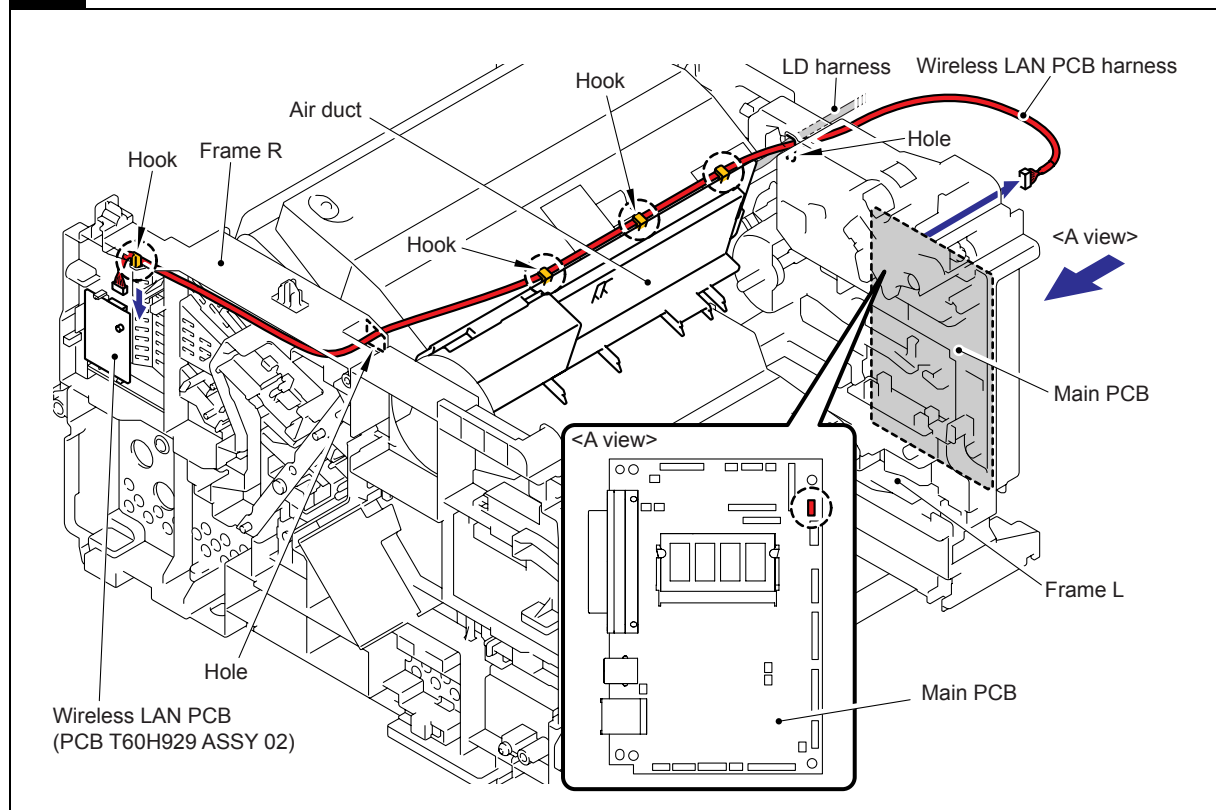 LD harness
Wireless LAN PCB harness
Hook
Air duct
Hole
Hook
Frame R
Hook
Hook
<A view>
Main PCB
<A view>
Frame L
Hole
Main PCB
Wireless LAN PCB
(PCB T60H929 ASSY 02)